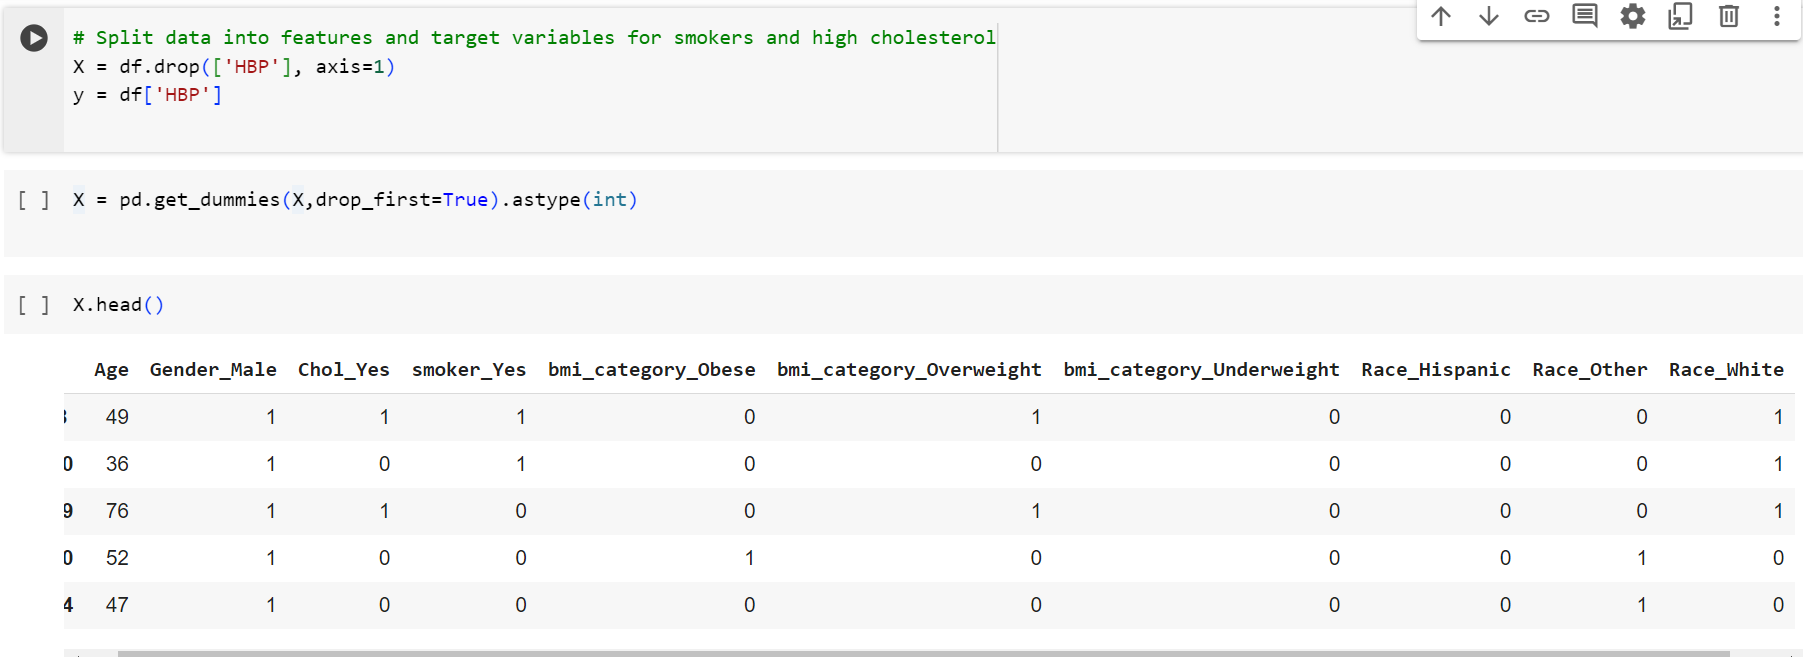 # Split data into features and target variables for smokers and high cholesterol
X = df.drop(['HBP'], axis=1)
y = df['HBP']
[ ] X = pd.get_dummies(X,drop_first=True).astype(int)
[ ] X.head()
Age Gender_Male Chol_Yes smoker_Yes bmi_category_Obese bmi_category_Overweight bmi_category_Underweight Race_Hispanic Race_Other Race_White
49 1 1 1 0 1 0 0 0 1
0 36 1 0 1 0 0 0 0 0 1
9 76 1 1 0 0 1 0 0 0 1
0 52 1 0 0 1 0 0 0 1 0
4 47 1 0 0 0 0 0 0 1 0